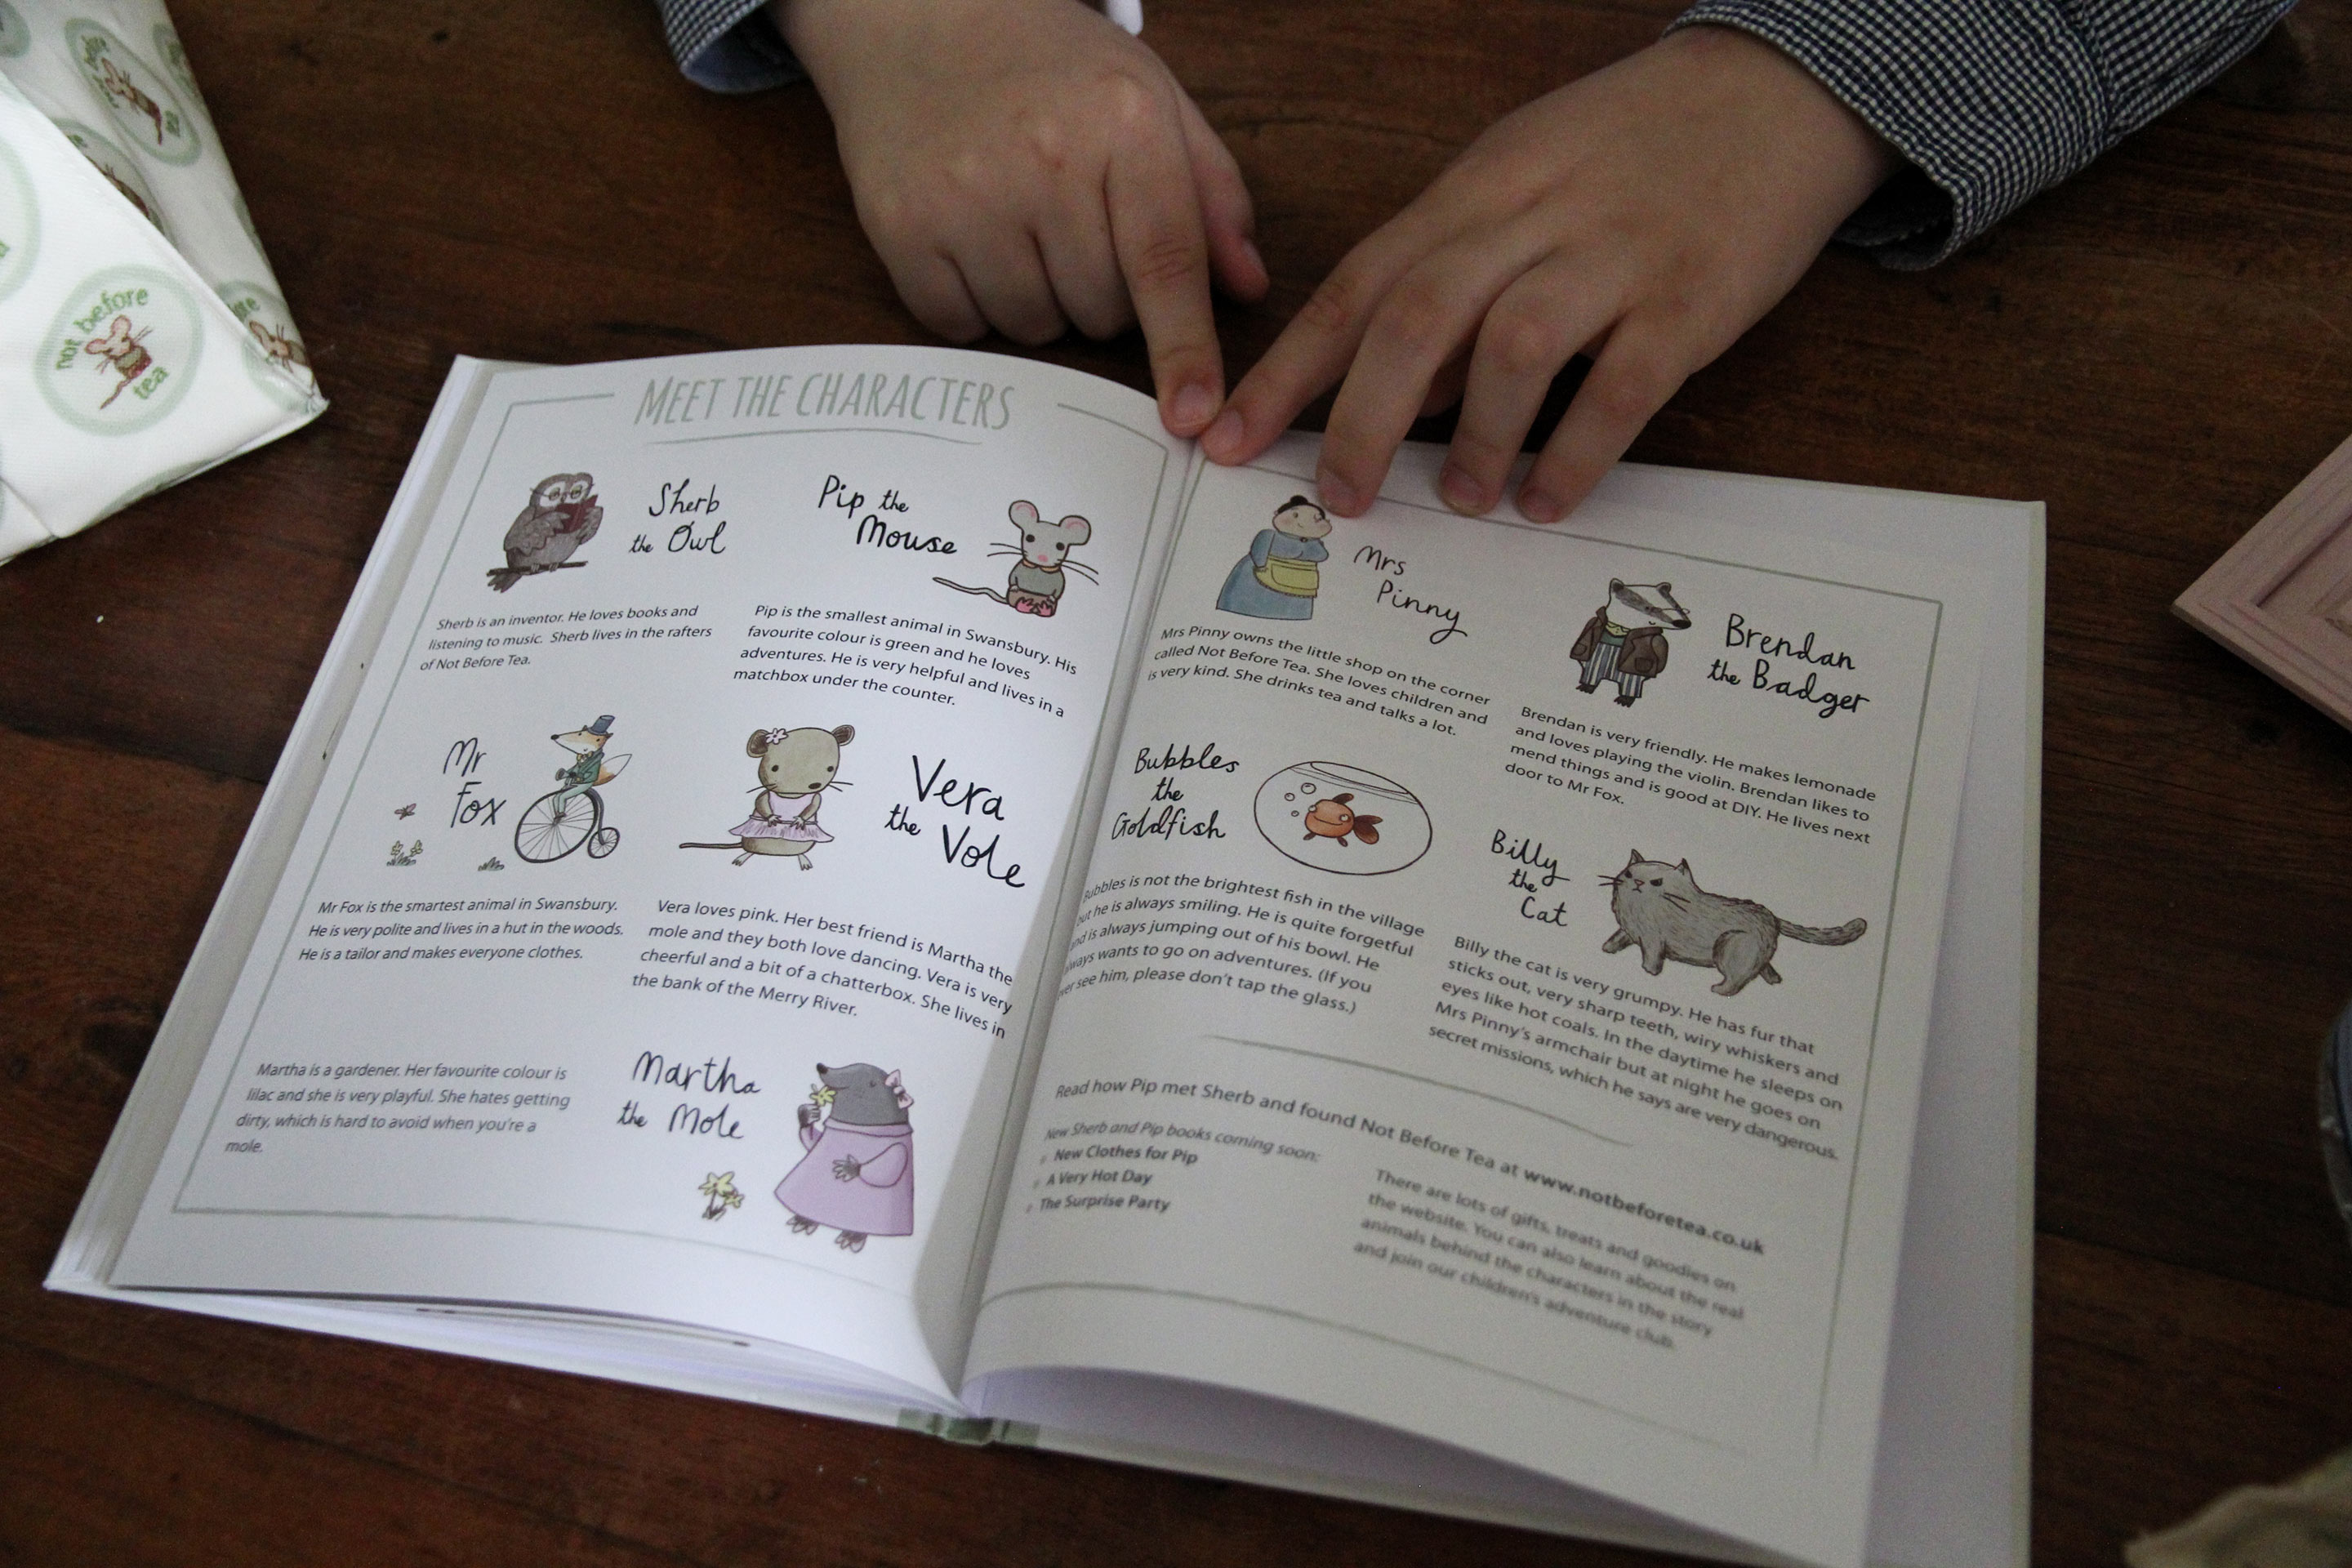 not before
tea
MEET THE CHARACTERS
Sherb
the Owl
Sherb is an inventor. He loves books and
listening to music. Sherb lives in the rafters
of Not Before Tea.
Pip the
Mouse
Pip is the smallest animal in Swansbury. His
favourite colour is green and he loves
adventures. He is very helpful and lives in a
matchbox under the counter.
Mr
Fox
Mr Fox is the smartest animal in Swansbury.
He is very polite and lives in a hut in the woods.
He is a tailor and makes everyone clothes.
Vera
the Vole
Vera loves pink. Her best friend is Martha the
mole and they both love dancing. Vera is very
cheerful and a bit of a chatterbox. She lives in
the bank of the Merry River.
Martha
the Mole
Martha is a gardener. Her favourite colour is
lilac and she is very playful. She hates getting
dirty, which is hard to avoid when you're a
mole.
Mrs
Pinny
Mrs Pinny owns the little shop on the corner
called Not Before Tea. She loves children and
is very kind. She drinks tea and talks a lot.
Brendan
the Badger
Brendan is very friendly. He makes lemonade
and loves playing the violin. Brendan likes to
mend things and is good at DIY. He lives next
door to Mr Fox.
Bubbles
the
Goldfish
Bubbles is not the brightest fish in the village
but he is always smiling. He is quite forgetful
and is always jumping out of his bowl. He
always wants to go on adventures. (If you
ever see him, please don't tap the glass.)
Billy
the
Cat
Billy the cat is very grumpy. He has fur that
sticks out, very sharp teeth, wiry whiskers and
eyes like hot coals. In the daytime he sleeps on
Mrs Pinny's armchair but at night he goes on
secret missions, which he says are very dangerous.
Read how Pip met Sherb and found Not Before Tea at www.notbeforetea.co.uk
New Sherb and Pip books coming soon:
New Clothes for Pip
A Very Hot Day
The Surprise Party
There are lots of gifts, treats and goodies on
the website. You can also learn about the real
animals behind the characters in the story
and join our children's adventure club.